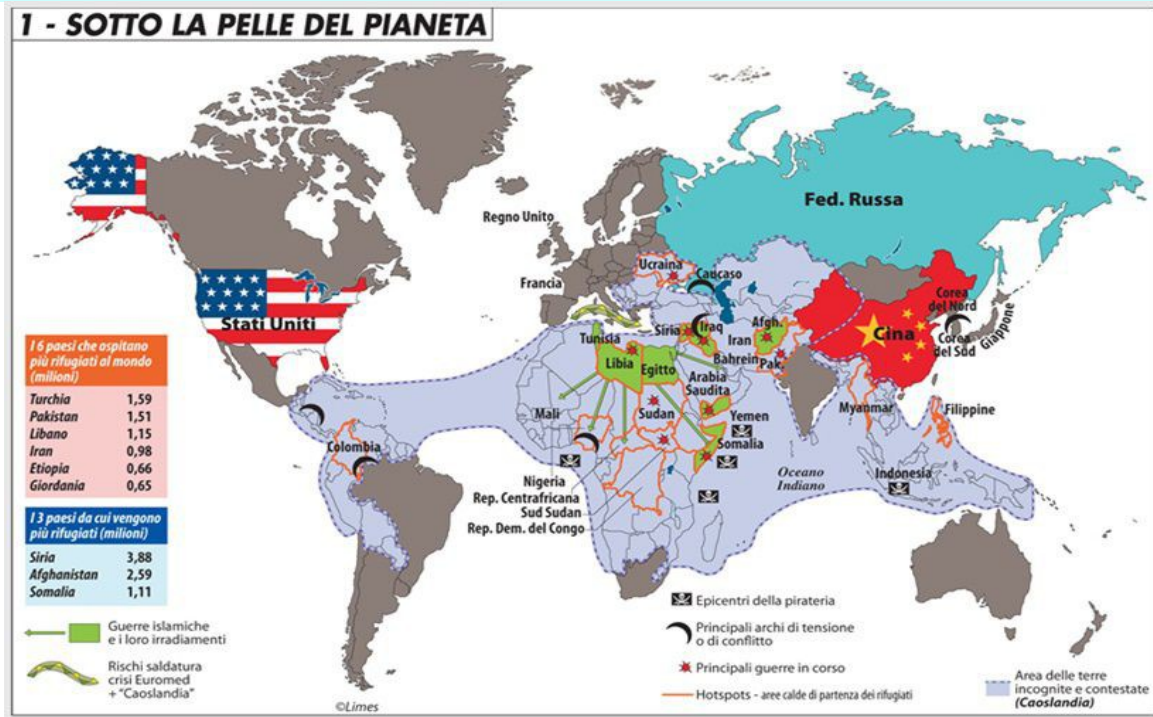 1 - SOTTO LA PELLE DEL PIANETA
Fed. Russa
Regno Unito
Ucraina
Caucaso
Francia
Stati Uniti
Corea
del Nord
Cina
Corea
del Sud
Giappone
Tunisia
Siria
Iraq
Iran
Afgh.
Libia
Egitto
Bahrein
Pak.
Arabia
Saudita
Mali
Sudan
Yemen
Myanmar
Filippine
Colombia
Somalia
Oceano
Indiano
Indonesia
Nigeria
Rep. Centrafricana
Sud Sudan
Rep. Dem. del Congo
I 6 paesi che ospitano
più rifugiati al mondo
(milioni)
Turchia 1,59
Pakistan 1,51
Libano 1,15
Iran 0,98
Etiopia 0,66
Giordania 0,65
I 3 paesi da cui vengono
più rifugiati (milioni)
Siria 3,88
Afghanistan 2,59
Somalia 1,11
Guerre islamiche
e i loro irradiamenti
Rischi saldatura
crisi Euromed
+ "Caoslandia"
©Limes
Epicentri della pirateria
Principali archi di tensione
o di conflitto
Principali guerre in corso
Hotspots - aree calde di partenza dei rifugiati
Area delle terre
incognite e contestate
(Caoslandia)